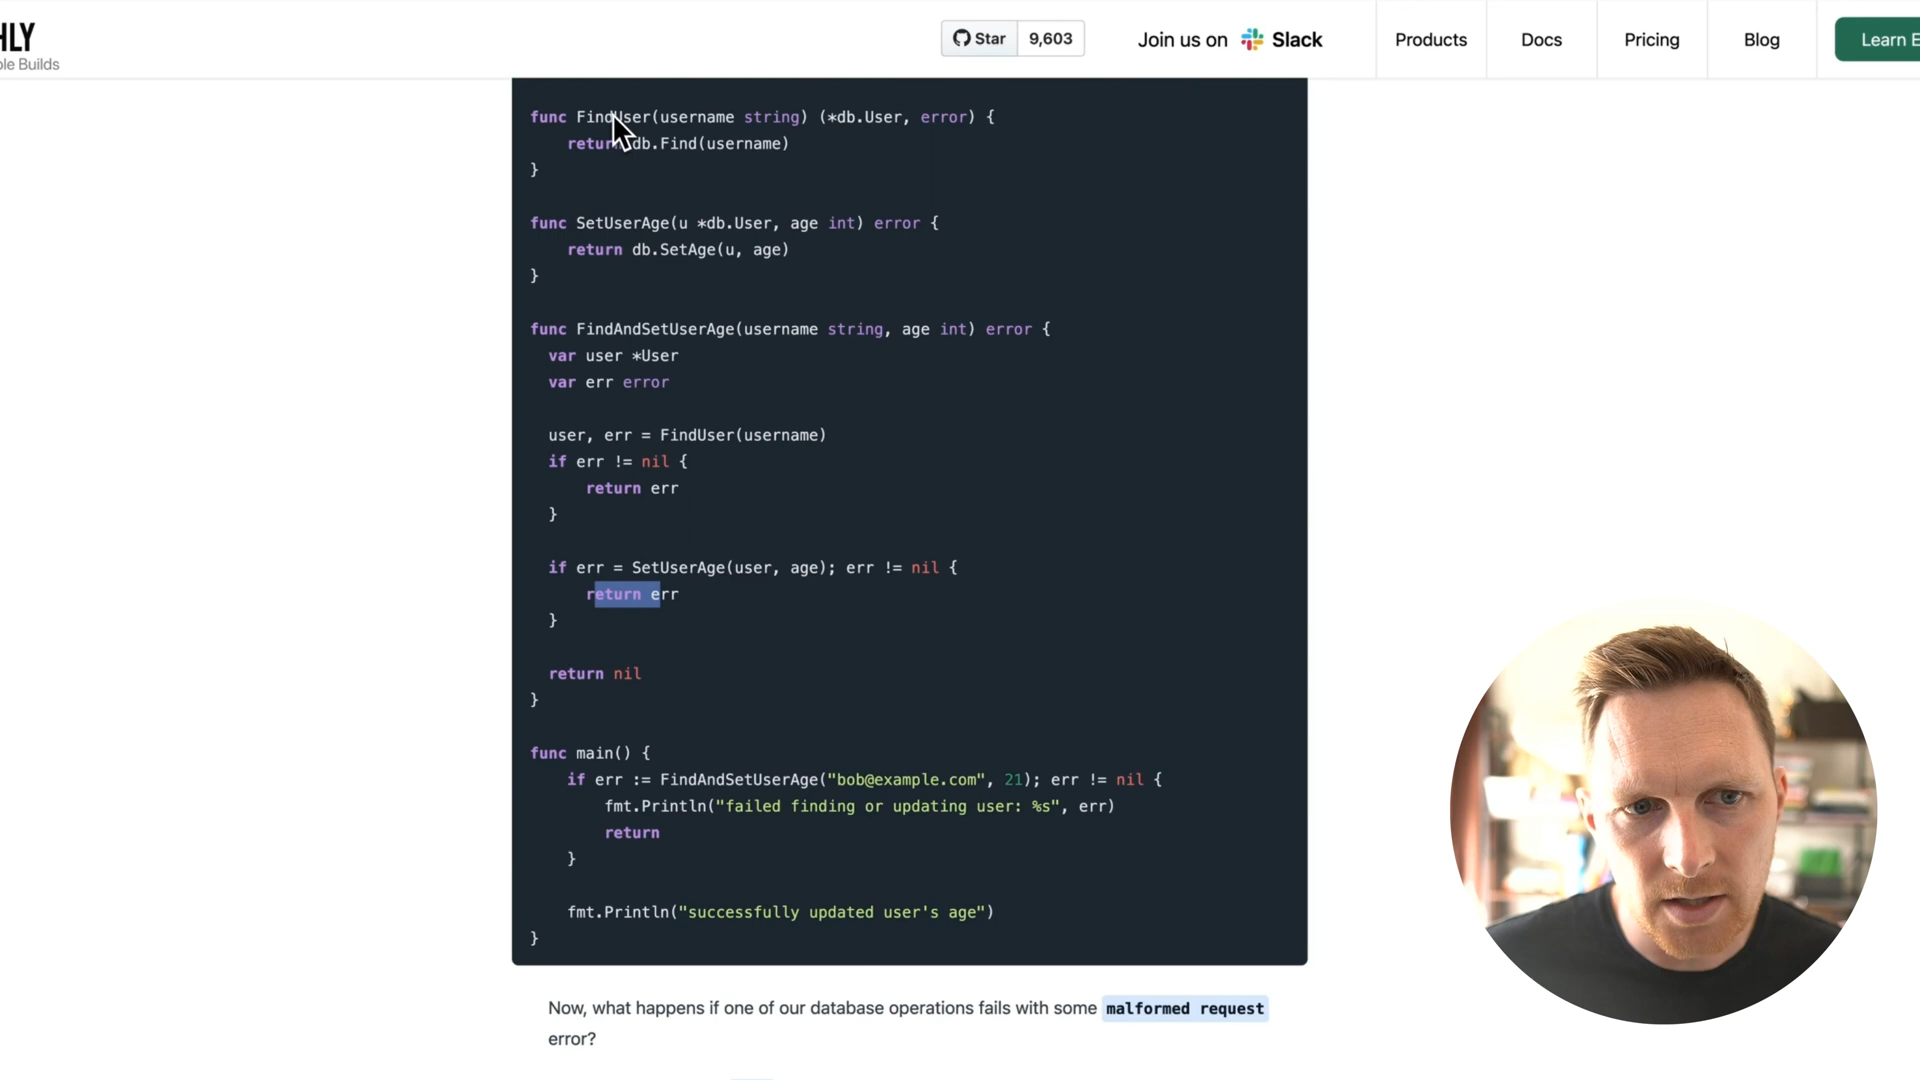 HLY
ble Builds
Star 9,603
Join us on Slack
Products
Docs
Pricing
Blog
Learn E
func FindUser(username string) (*db.User, error) {
    return db.Find(username)
}

func SetUserAge(u *db.User, age int) error {
    return db.SetAge(u, age)
}

func FindAndSetUserAge(username string, age int) error {
  var user *User
  var err error

  user, err = FindUser(username)
  if err != nil {
      return err
  }

  if err = SetUserAge(user, age); err != nil {
      return err
  }

  return nil
}

func main() {
    if err := FindAndSetUserAge("bob@example.com", 21); err != nil {
        fmt.Println("failed finding or updating user: %s", err)
        return
    }

    fmt.Println("successfully updated user's age")
}
Now, what happens if one of our database operations fails with some malformed request
error?